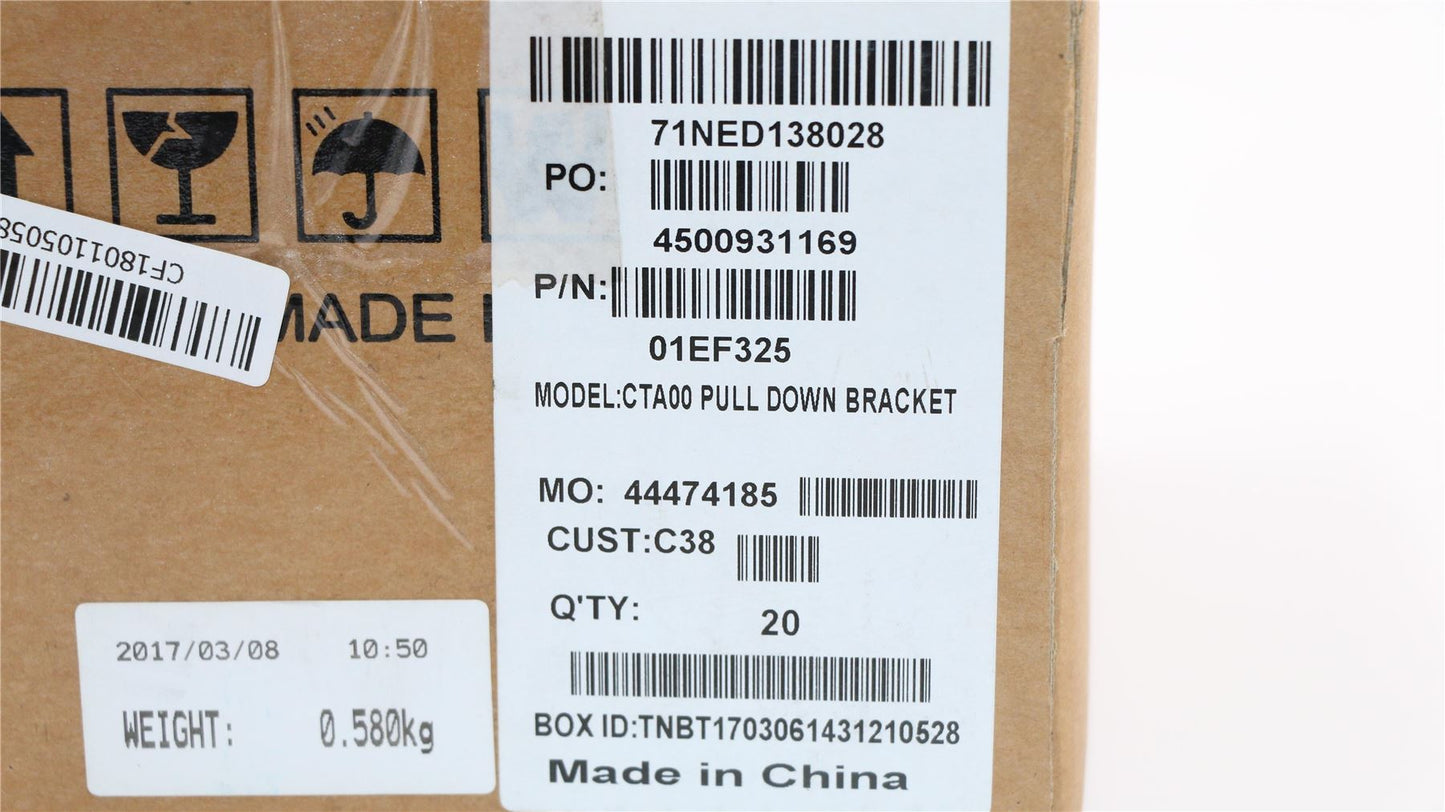 71NED138028
PO:
4500931169
P/N:
01EF325
MODEL:CTA00 PULL DOWN BRACKET
MO: 44474185
CUST:C38
Q'TY: 20
BOX ID:TNBT1703061431210528
Made in China
CF1801105058
MADE
2017/03/08 10:50
WEIGHT: 0.580kg